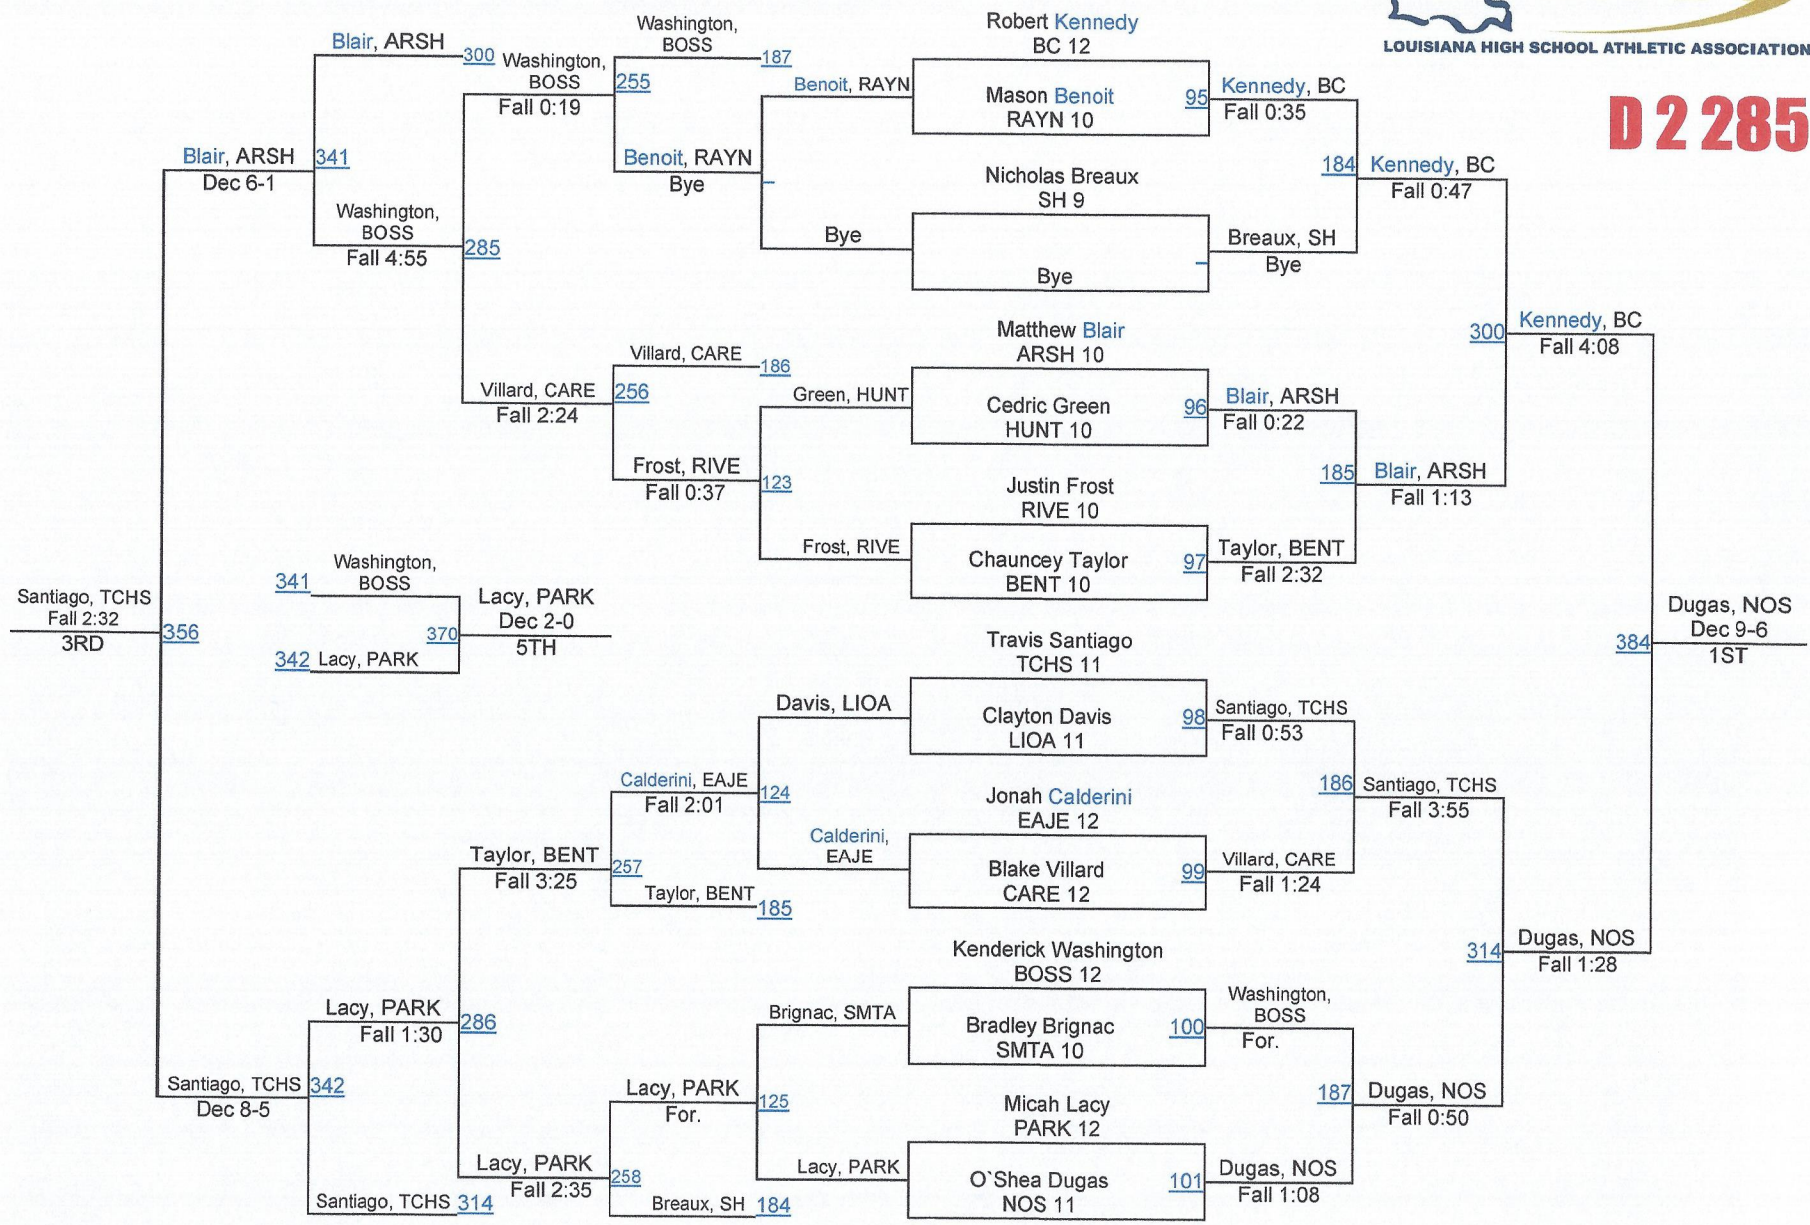 LOUISIANA HIGH SCHOOL ATHLETIC ASSOCIATION
D 2 285
Blair, ARSH
300
Washington,
BOSS
Fall 0:19
Washington,
BOSS
187
255
Benoit, RAYN
Bye
Blair, ARSH
Dec 6-1
341
Washington,
BOSS
Fall 4:55
285
Villard, CARE
Fall 2:24
Villard, CARE
186
256
Frost, RIVE
Fall 0:37
123
Benoit, RAYN
Bye
Green, HUNT
Frost, RIVE
Robert Kennedy
BC 12
Mason Benoit
RAYN 10
95
Kennedy, BC
Fall 0:35
Nicholas Breaux
SH 9
Bye
Breaux, SH
Bye
184
Kennedy, BC
Fall 0:47
Matthew Blair
ARSH 10
Cedric Green
HUNT 10
96
Blair, ARSH
Fall 0:22
Justin Frost
RIVE 10
Chauncey Taylor
BENT 10
97
Taylor, BENT
Fall 2:32
185
Blair, ARSH
Fall 1:13
300
Kennedy, BC
Fall 4:08
Santiago, TCHS
Fall 2:32
3RD
356
341
Washington,
BOSS
342
Lacy, PARK
370
Lacy, PARK
Dec 2-0
5TH
384
Dugas, NOS
Dec 9-6
1ST
Travis Santiago
TCHS 11
Clayton Davis
LIOA 11
98
Santiago, TCHS
Fall 0:53
Jonah Calderini
EAJE 12
Blake Villard
CARE 12
99
Villard, CARE
Fall 1:24
186
Santiago, TCHS
Fall 3:55
Davis, LIOA
Calderini,
EAJE
Calderini, EAJE
Fall 2:01
124
Taylor, BENT
Fall 3:25
257
Taylor, BENT
185
Kenderick Washington
BOSS 12
Bradley Brignac
SMTA 10
100
Washington,
BOSS
For.
Micah Lacy
PARK 12
O`Shea Dugas
NOS 11
101
Dugas, NOS
Fall 1:08
187
Dugas, NOS
Fall 0:50
314
Dugas, NOS
Fall 1:28
Brignac, SMTA
Lacy, PARK
Lacy, PARK
For.
125
Lacy, PARK
Fall 1:30
286
Lacy, PARK
Fall 2:35
258
Breaux, SH
184
Santiago, TCHS
Dec 8-5
342
Santiago, TCHS
314